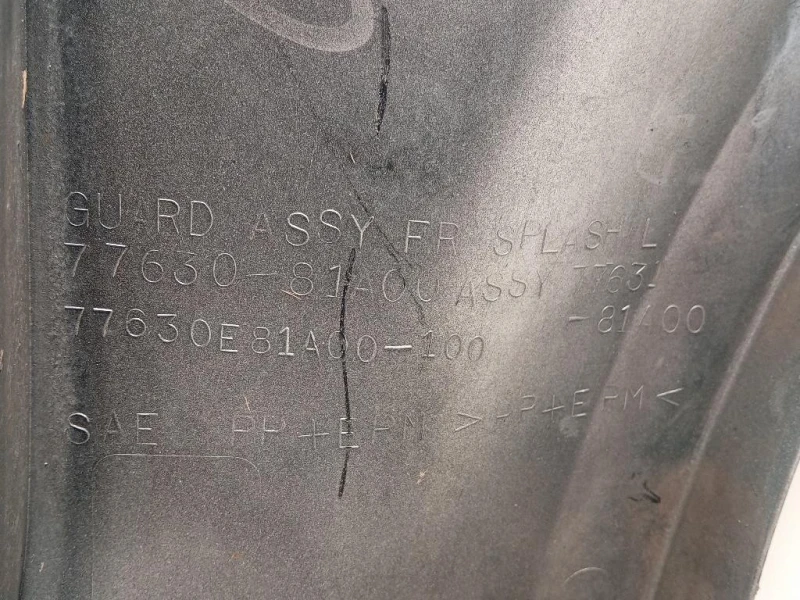 GUARD ASSY FR SPLASH L
77630-81A00 ASSY 7763
77630E81A00-100 -81A00
SAE PP+EPM >PP+EPM<